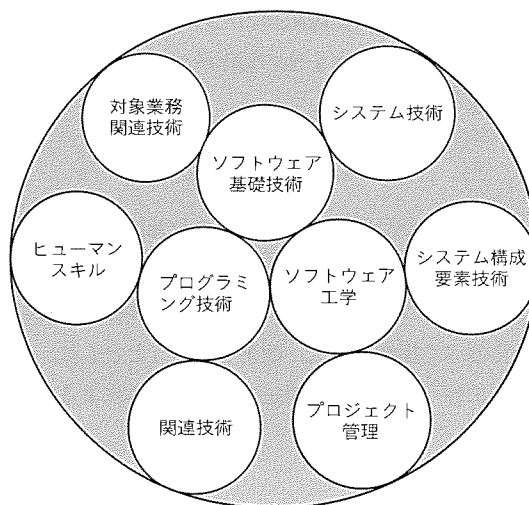 対象業務
関連技術
システム技術
ソフトウェア
基礎技術
ヒューマン
スキル
プログラミ
ング技術
ソフトウェア
工学
システム構成
要素技術
関連技術
プロジェクト
管理